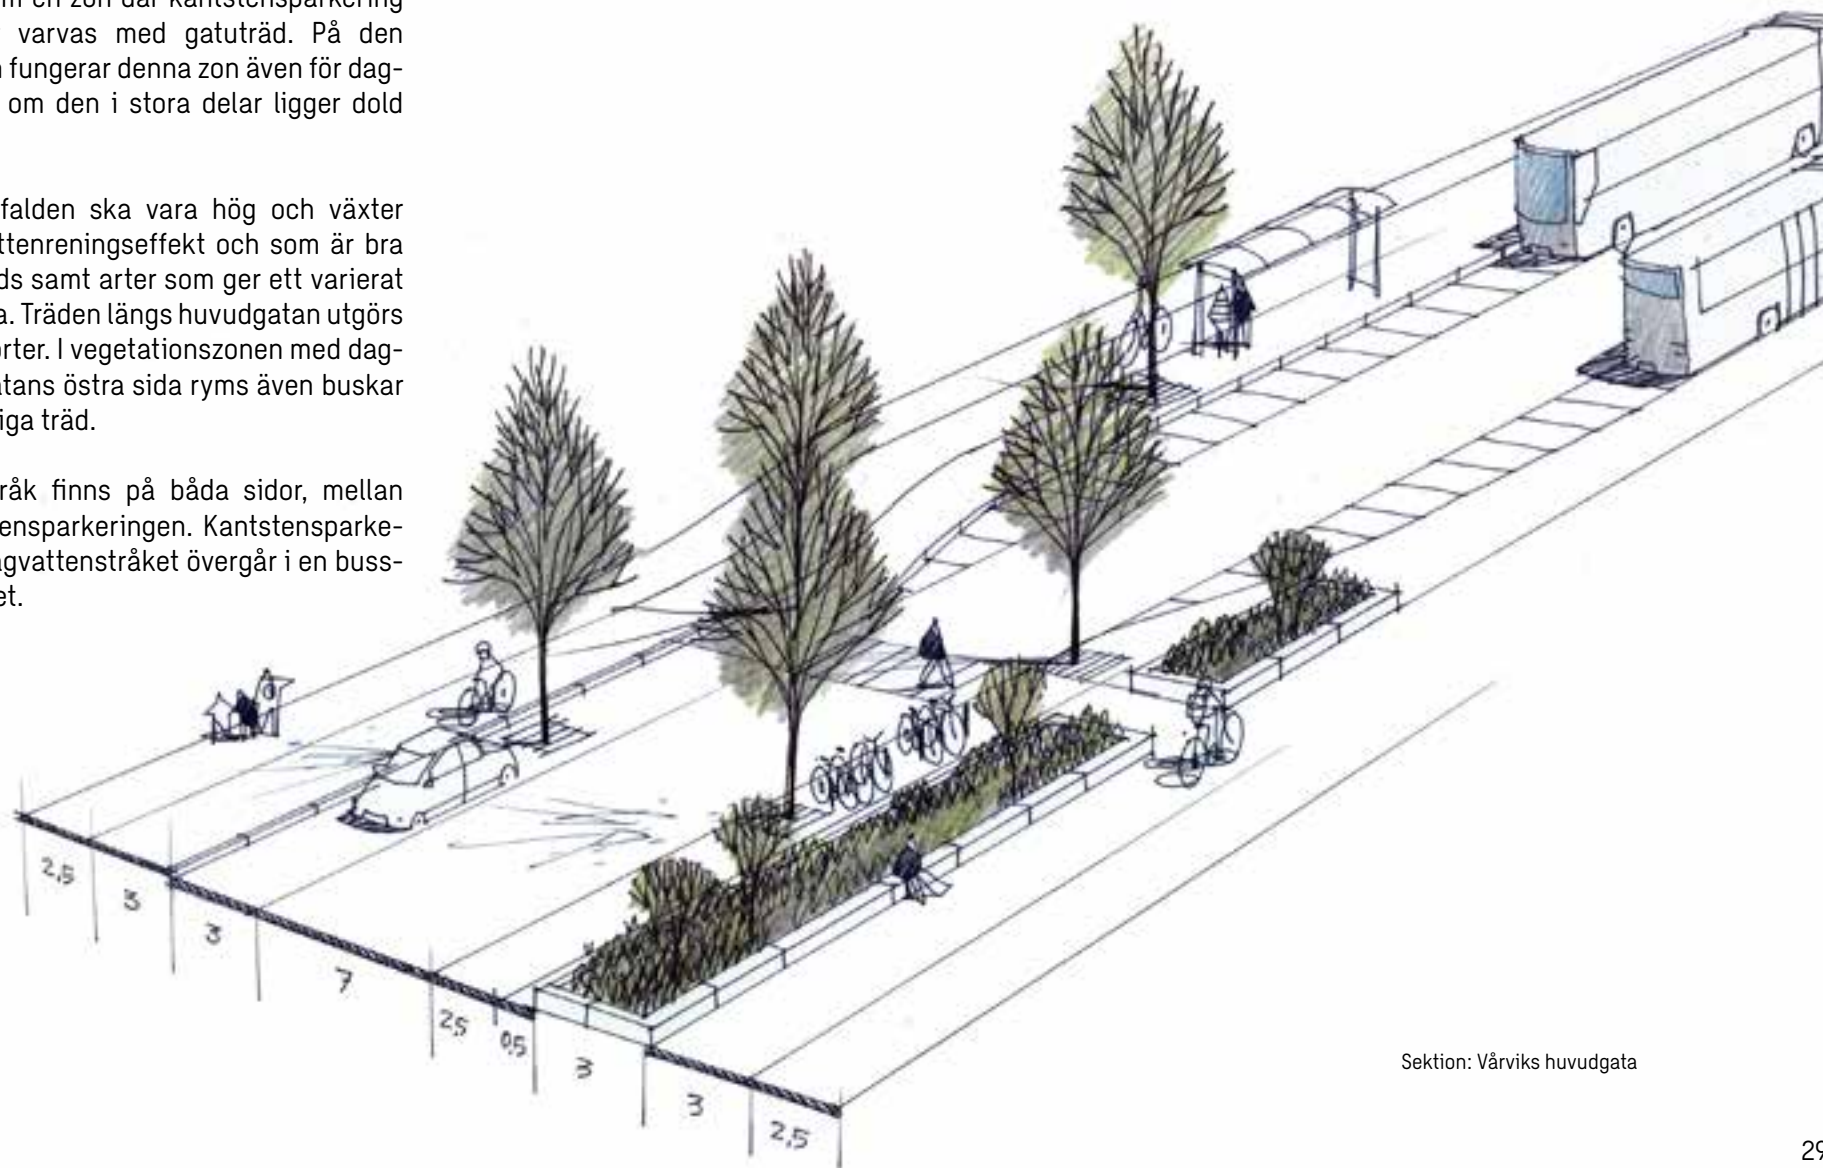 en zon där kantstensparkering
varvas med gatuträd. På den
fungerar denna zon även för dag-
om den i stora delar ligger dold
falden ska vara hög och växter
ttenreningseffekt och som är bra
ds samt arter som ger ett varierat
a. Träden längs huvudgatan utgörs
orter. I vegetationszonen med dag-
atans östra sida ryms även buskar
iga träd.
råk finns på båda sidor, mellan
ensparkeringen. Kantstensparke-
agvattenstråket övergår i en buss-
et.
2,5
3
3
7
2,5
0,5
3
3
2,5
Sektion: Vårviks huvudgata
29